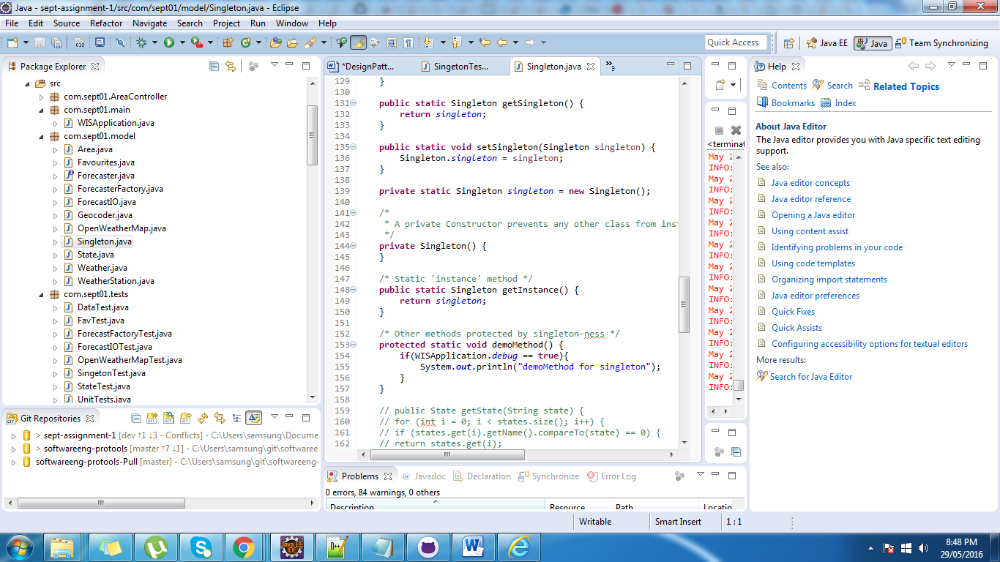 Java - sept-assignment-1/src/com/sept01/model/Singleton.java - Eclipse
File Edit Source Refactor Navigate Search Project Run Window Help
Quick Access
Java EE
Java
Team Synchronizing
Package Explorer
src
com.sept01.AreaController
com.sept01.main
WISApplication.java
com.sept01.model
Area.java
Favourites.java
Forecaster.java
ForecasterFactory.java
ForecastIO.java
Geocoder.java
OpenWeatherMap.java
Singleton.java
State.java
Weather.java
WeatherStation.java
com.sept01.tests
DataTest.java
FavTest.java
ForecastFactoryTest.java
ForecastIOTest.java
OpenWeatherMapTest.java
SingetonTest.java
StateTest.java
UnitTests.java
Git Repositories
> sept-assignment-1 [dev ↑1 ↓3 - Conflicts] - C:\Users\samsung\Docume
> softwareeng-protools [master ↑7 ↓1] - C:\Users\samsung\git\softwaree
softwareeng-protools-Pull [master] - C:\Users\samsung\git\softwareeng-
*DesignPatt...
SingetonTes...
Singleton.java
»9
129 }
130
131 public static Singleton getSingleton() {
132 return singleton;
133 }
134
135 public static void setSingleton(Singleton singleton) {
136 Singleton.singleton = singleton;
137 }
138
139 private static Singleton singleton = new Singleton();
140
141 /*
142 * A private Constructor prevents any other class from inst
143 */
144 private Singleton() {
145 }
146
147 /* Static 'instance' method */
148 public static Singleton getInstance() {
149 return singleton;
150 }
151
152 /* Other methods protected by singleton-ness */
153 protected static void demoMethod() {
154 if(WISApplication.debug == true){
155 System.out.println("demoMethod for singleton");
156 }
157 }
158
159 // public State getState(String state) {
160 // for (int i = 0; i < states.size(); i++) {
161 // if (states.get(i).getName().compareTo(state) == 0) {
162 // return states.get(i);
Problems
@ Javadoc
Declaration
Synchronize
Error Log
0 errors, 84 warnings, 0 others
Description Resource Path Locatio
<terminat
May 2
INFO:
May 2
INFO:
May 2
INFO:
May 2
INFO:
May 2
INFO:
May 2
INFO:
May 2
INFO:
May 2
INFO:
May 2
INFO:
May 2
INFO:
May 2
INFO:
Help
Contents Search Related Topics
Bookmarks Index
About Java Editor
The Java editor provides you with Java specific text editing
support.
See also:
Java editor concepts
Java editor reference
Opening a Java editor
Using content assist
Identifying problems in your code
Using code templates
Organizing import statements
Java editor preferences
Quick Fixes
Quick Assists
Configuring accessibility options for textual editors
More results:
Search for Java Editor
Writable
Smart Insert
1 : 1
8:48 PM
29/05/2016